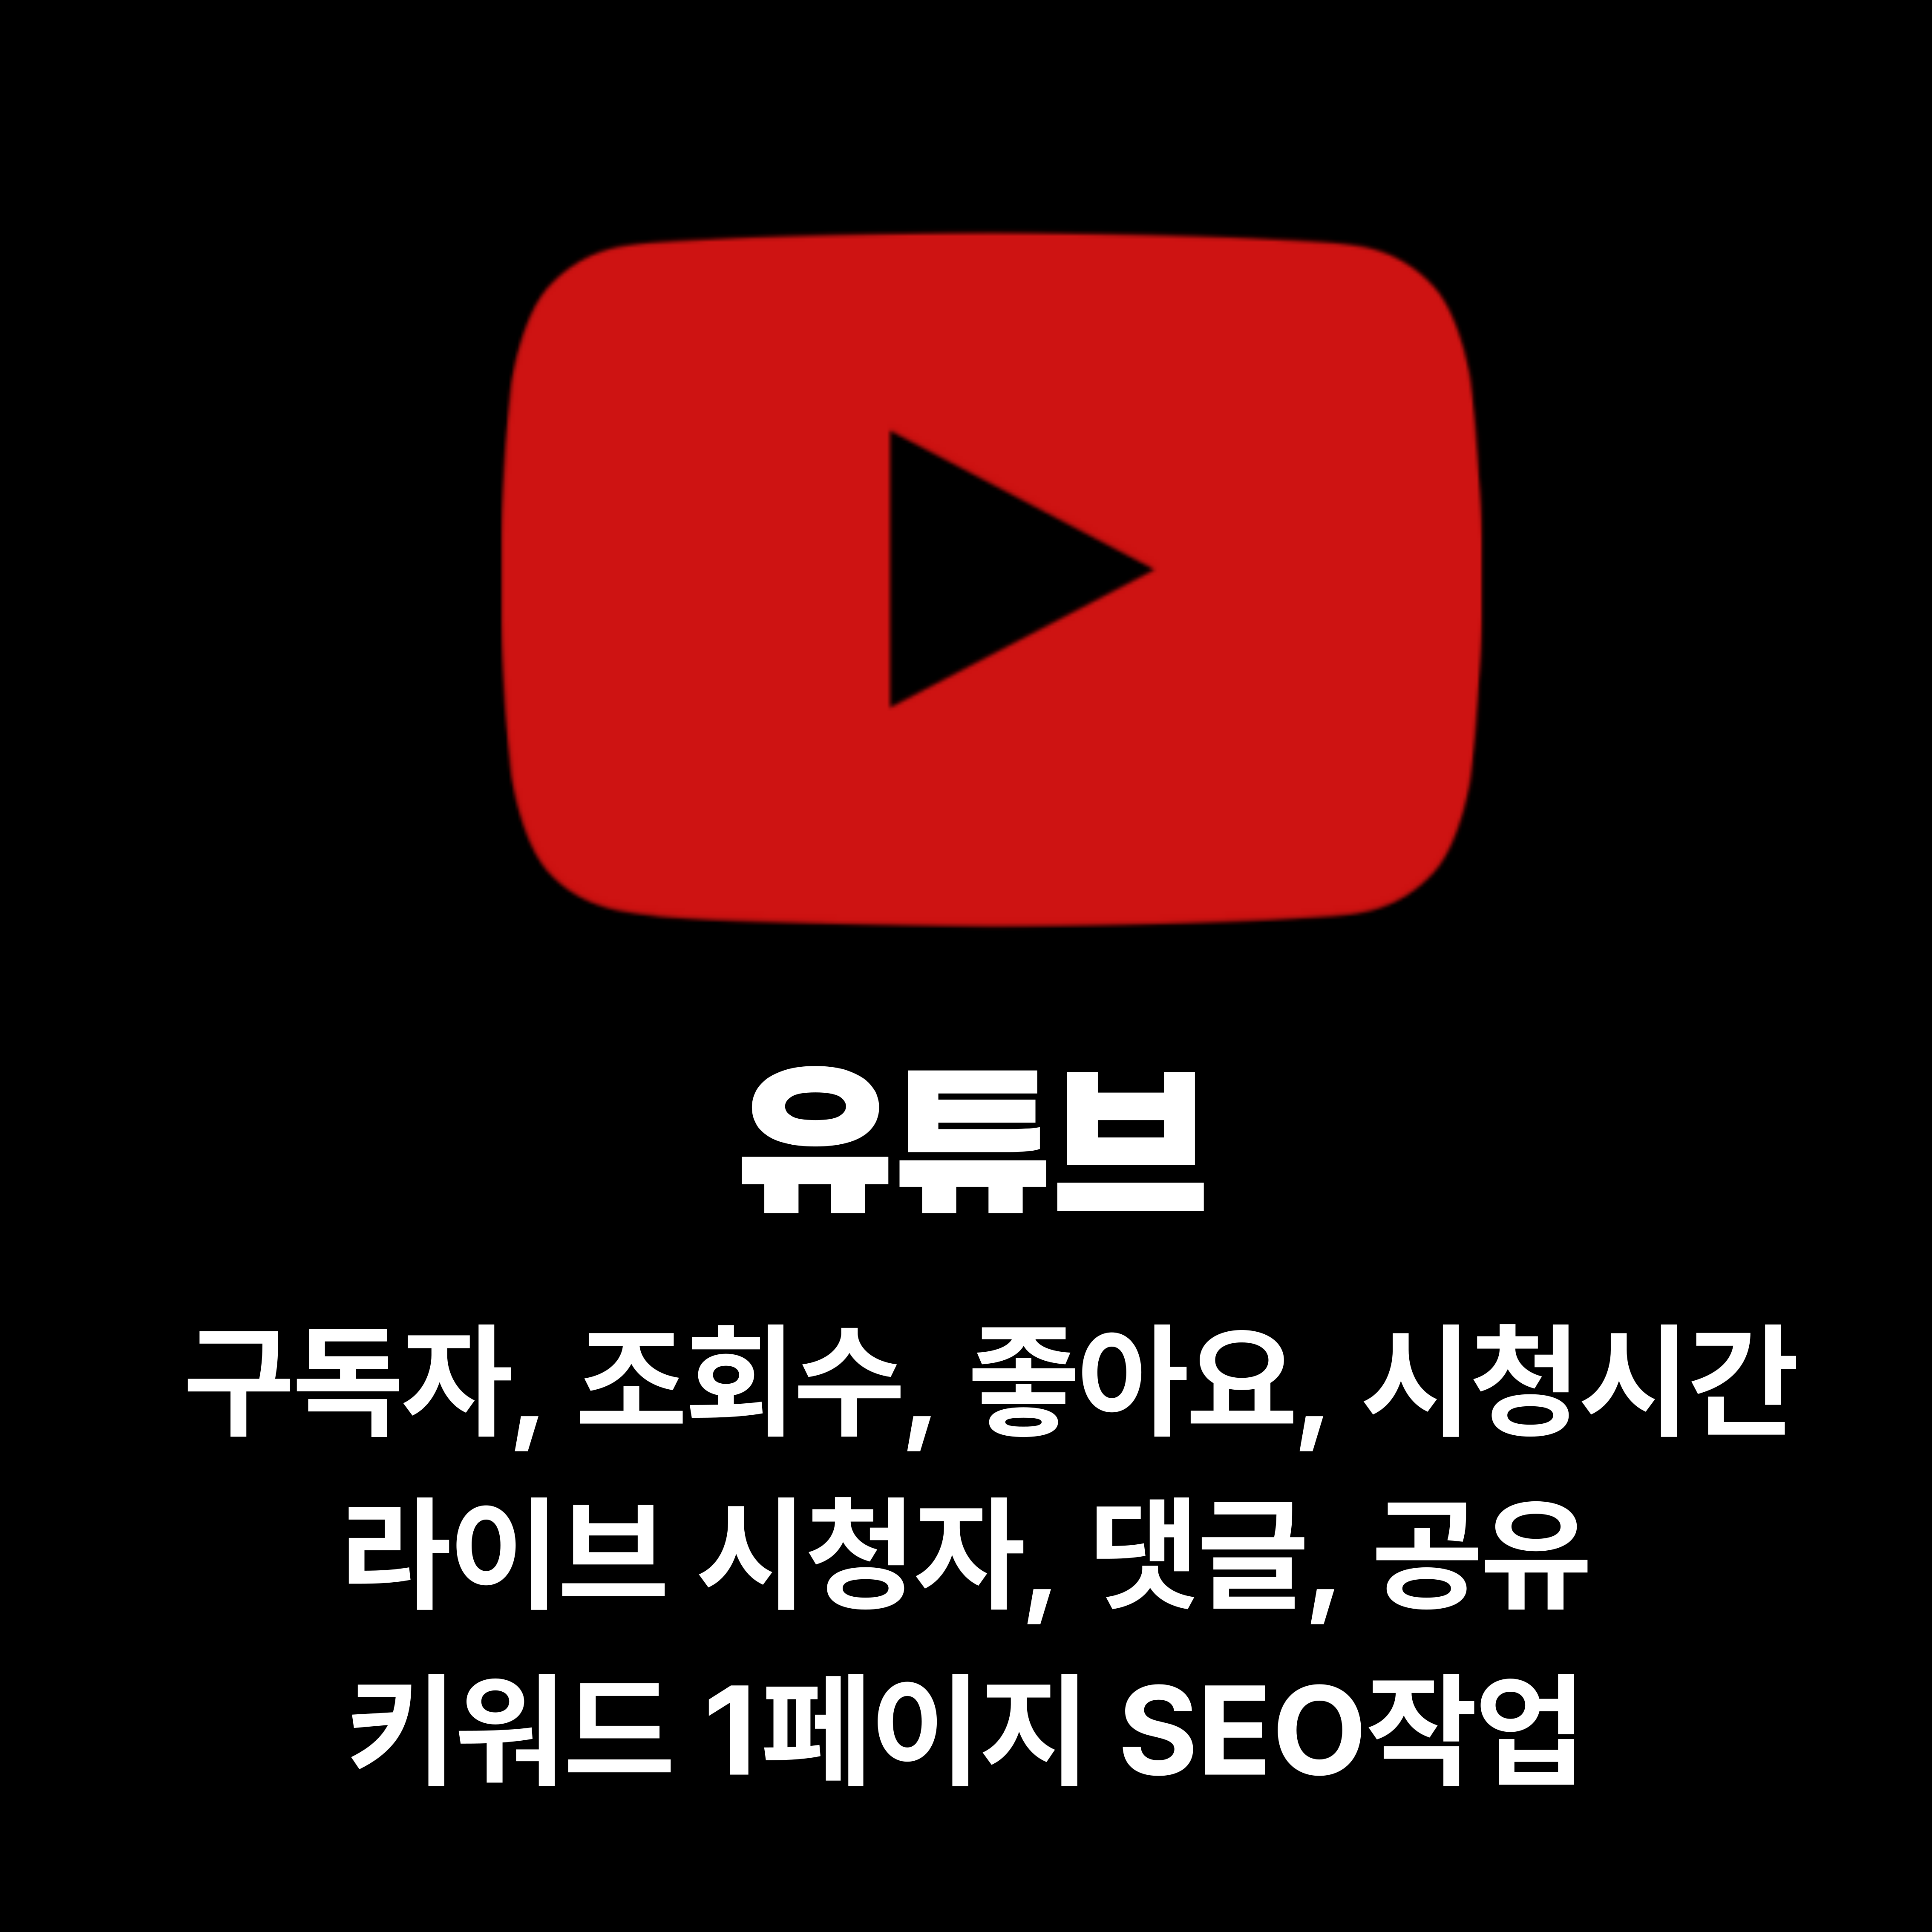 유튜브
구독자, 조회수, 좋아요, 시청시간
라이브 시청자, 댓글, 공유
키워드 1페이지 SEO작업